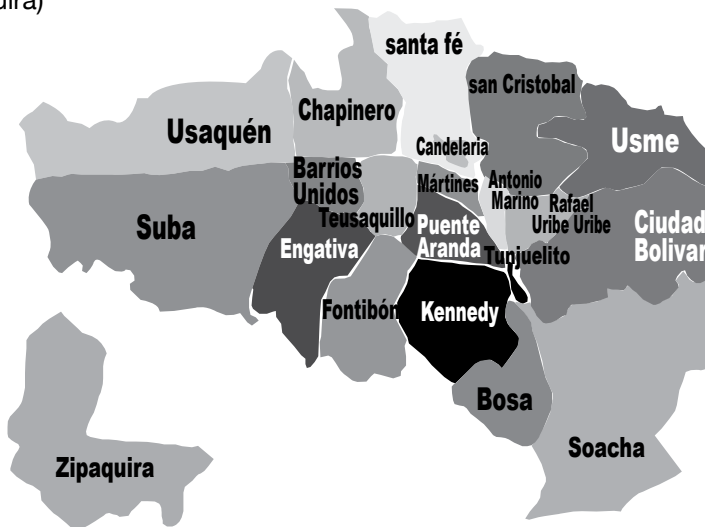 uira)
santa fé
san Cristobal
Chapinero
Usaquén
Usme
Candelaria
Barrios
Unidos
Mártines
Antonio
Marino
Rafael
Uribe Uribe
Suba
Teusaquillo
Puente
Aranda
Ciudad
Bolivar
Engativa
Tunjuelito
Fontibón
Kennedy
Bosa
Soacha
Zipaquira